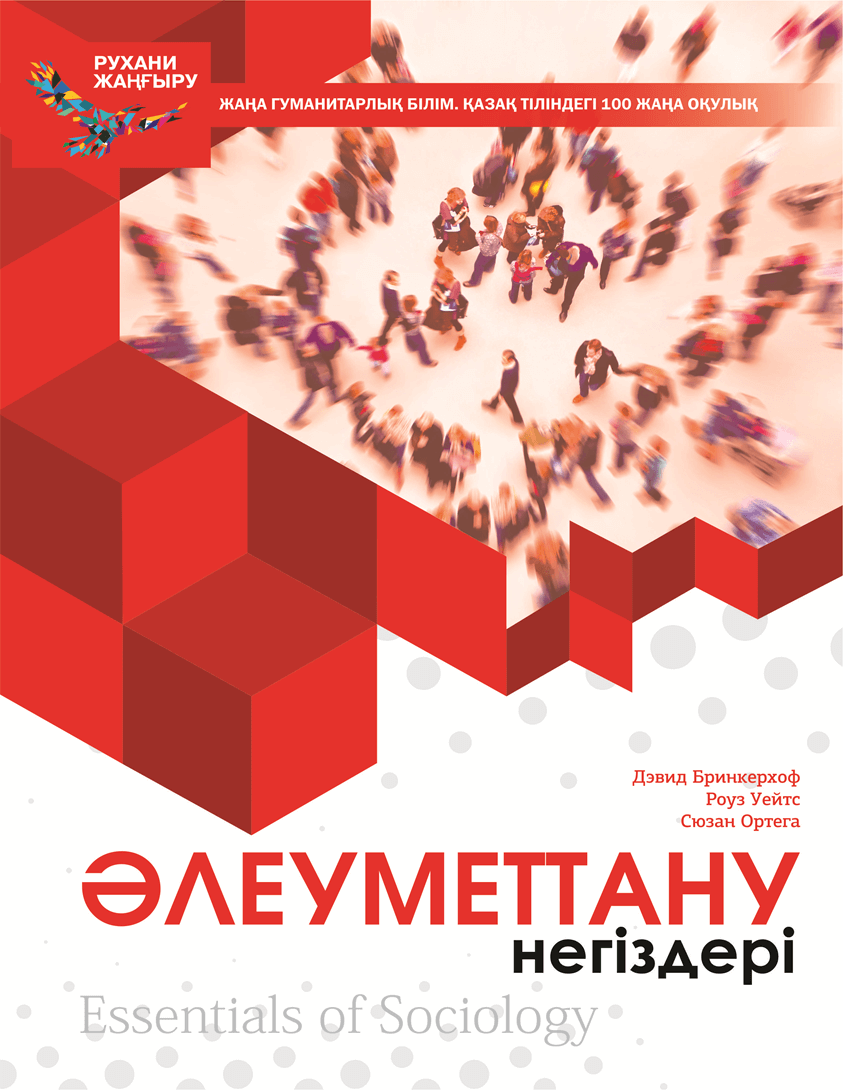 РУХАНИ
ЖАҢҒЫРУ
ЖАҢА ГУМАНИТАРЛЫҚ БІЛІМ. ҚАЗАҚ ТІЛІНДЕГІ 100 ЖАҢА ОҚУЛЫҚ
Дэвид Бринкерхоф
Роуз Уейтс
Сюзан Ортега
ӘЛЕУМЕТТАНУ
негіздері
Essentials of Sociology